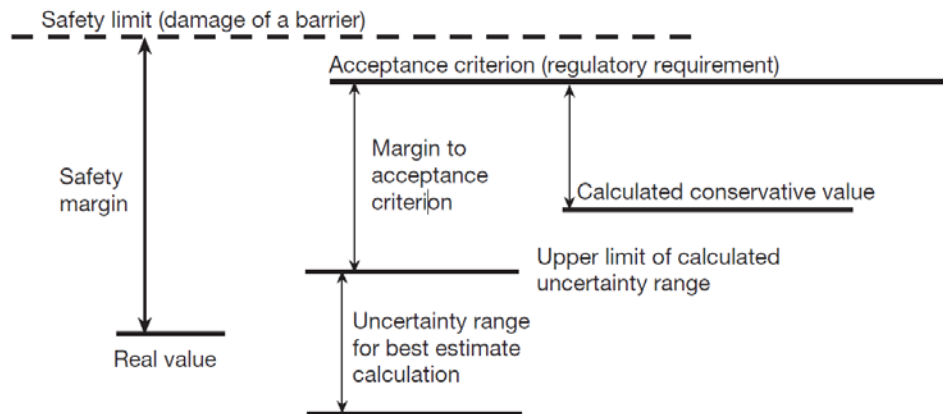 Safety limit (damage of a barrier)
Acceptance criterion (regulatory requirement)
Safety
margin
Margin to
acceptance
criterion
Calculated conservative value
Upper limit of calculated
uncertainty range
Real value
Uncertainty range
for best estimate
calculation